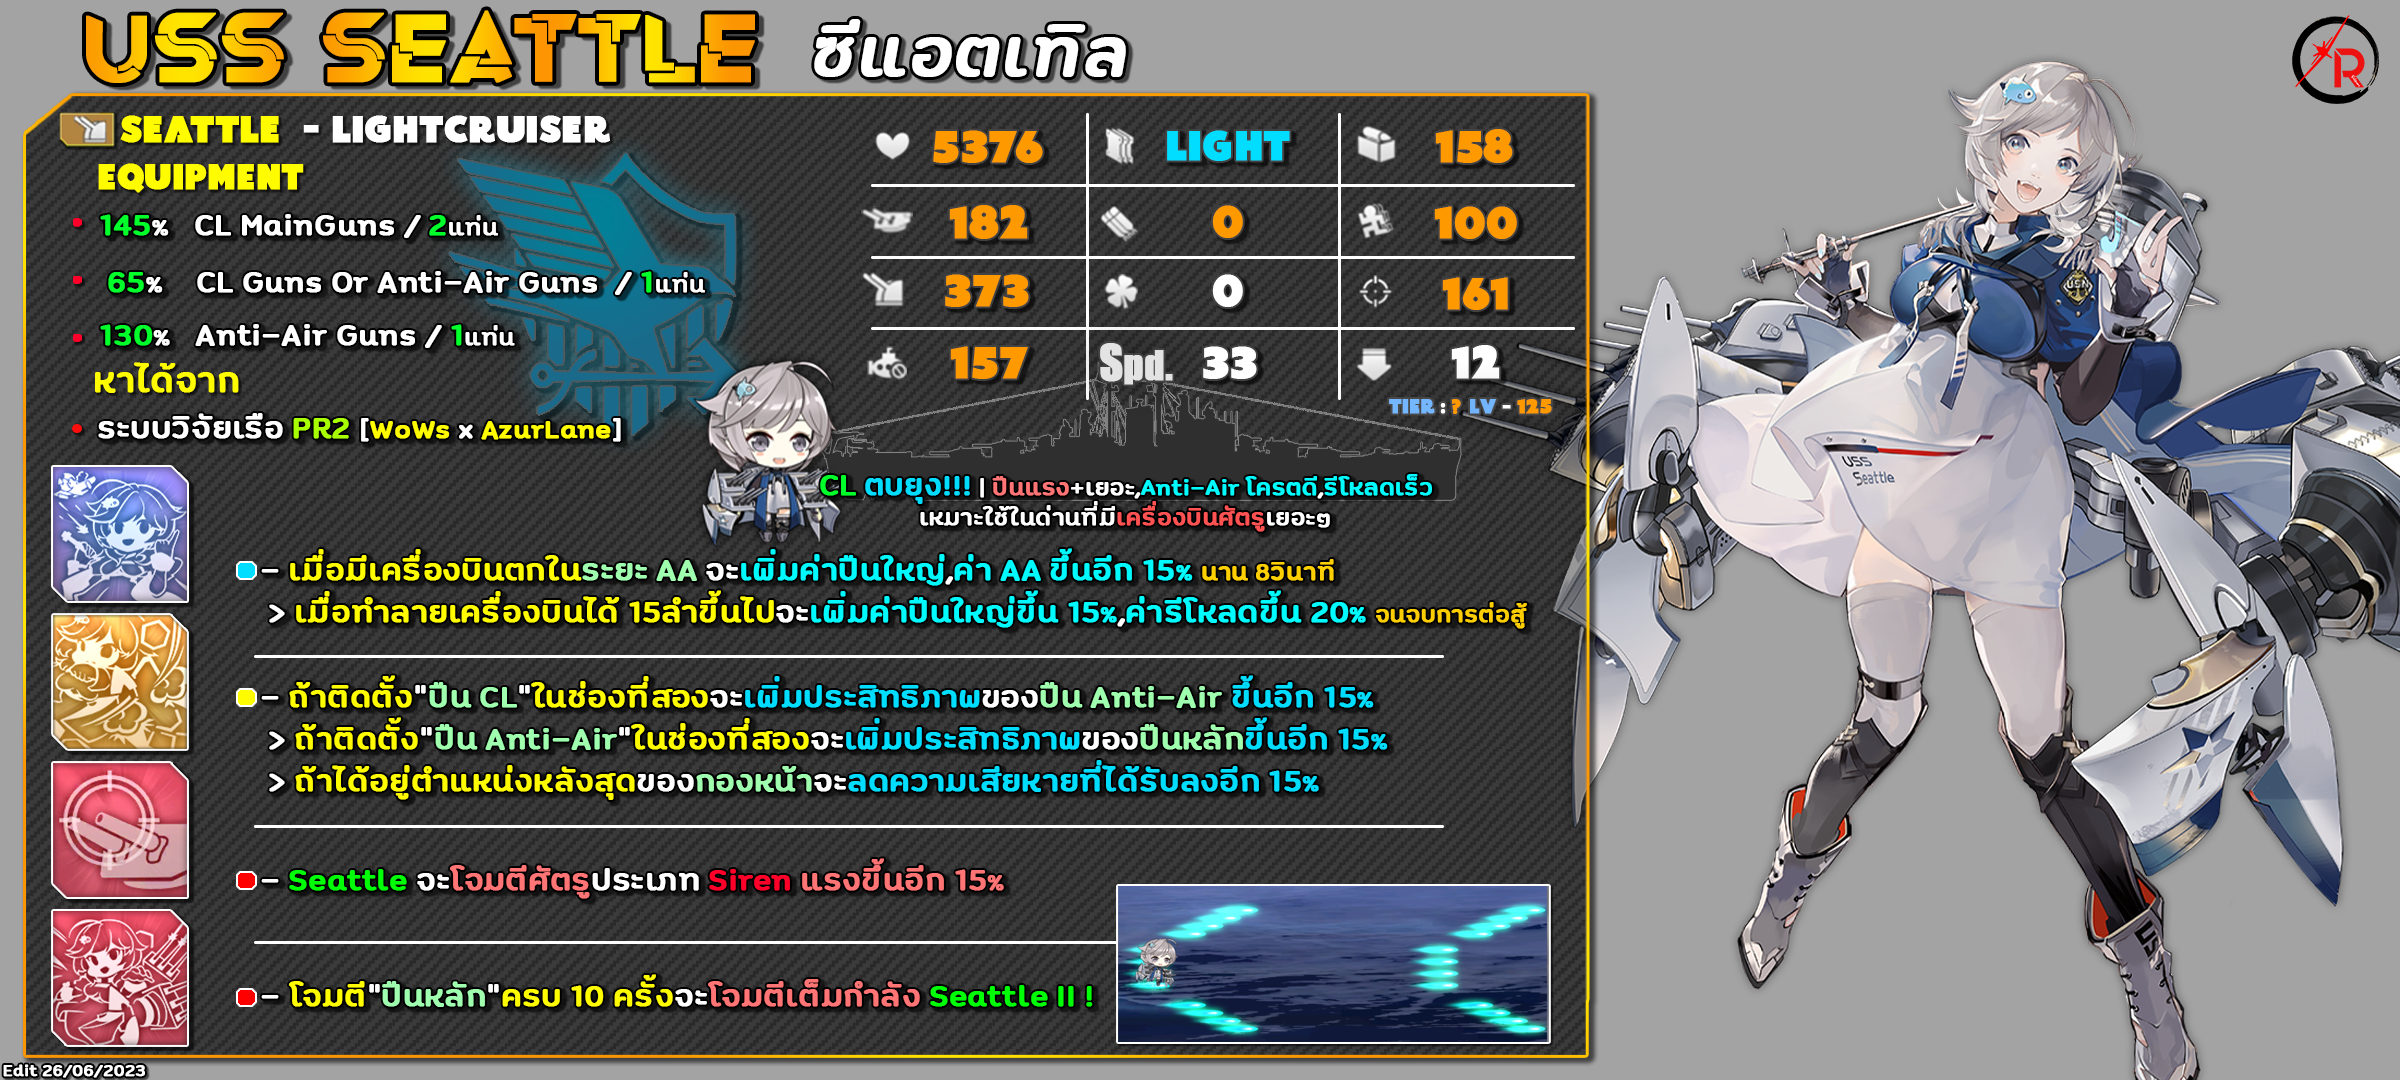 USS SEATTLE ซีแอตเทิล
R
SEATTLE - LIGHTCRUISER
EQUIPMENT
145% CL MainGuns / 2แท่น
65% CL Guns Or Anti-Air Guns / 1แท่น
130% Anti-Air Guns / 1แท่น
หาได้จาก
ระบบวิจัยเรือ PR2 [WoWs x AzurLane]
5376 LIGHT 158
182 0 100
373 0 161
157 Spd. 33 12
TIER : ? LV - 125
CL ตบยุง!!! | ปืนแรง+เยอะ,Anti-Air โครตดี,รีโหลดเร็ว
เหมาะใช้ในด่านที่มีเครื่องบินศัตรูเยอะๆ
- เมื่อมีเครื่องบินตกในระยะ AA จะเพิ่มค่าปืนใหญ่,ค่า AA ขึ้นอีก 15% นาน 8วินาที
> เมื่อทำลายเครื่องบินได้ 15ลำขึ้นไปจะเพิ่มค่าปืนใหญ่ขึ้น 15%,ค่ารีโหลดขึ้น 20% จนจบการต่อสู้
- ถ้าติดตั้ง"ปืน CL"ในช่องที่สองจะเพิ่มประสิทธิภาพของปืน Anti-Air ขึ้นอีก 15%
> ถ้าติดตั้ง"ปืน Anti-Air"ในช่องที่สองจะเพิ่มประสิทธิภาพของปืนหลักขึ้นอีก 15%
> ถ้าได้อยู่ตำแหน่งหลังสุดของกองหน้าจะลดความเสียหายที่ได้รับลงอีก 15%
- Seattle จะโจมตีศัตรูประเภท Siren แรงขึ้นอีก 15%
- โจมตี"ปืนหลัก"ครบ 10 ครั้งจะโจมตีเต็มกำลัง Seattle II !
USN
USS
Seattle
Edit 26/06/2023